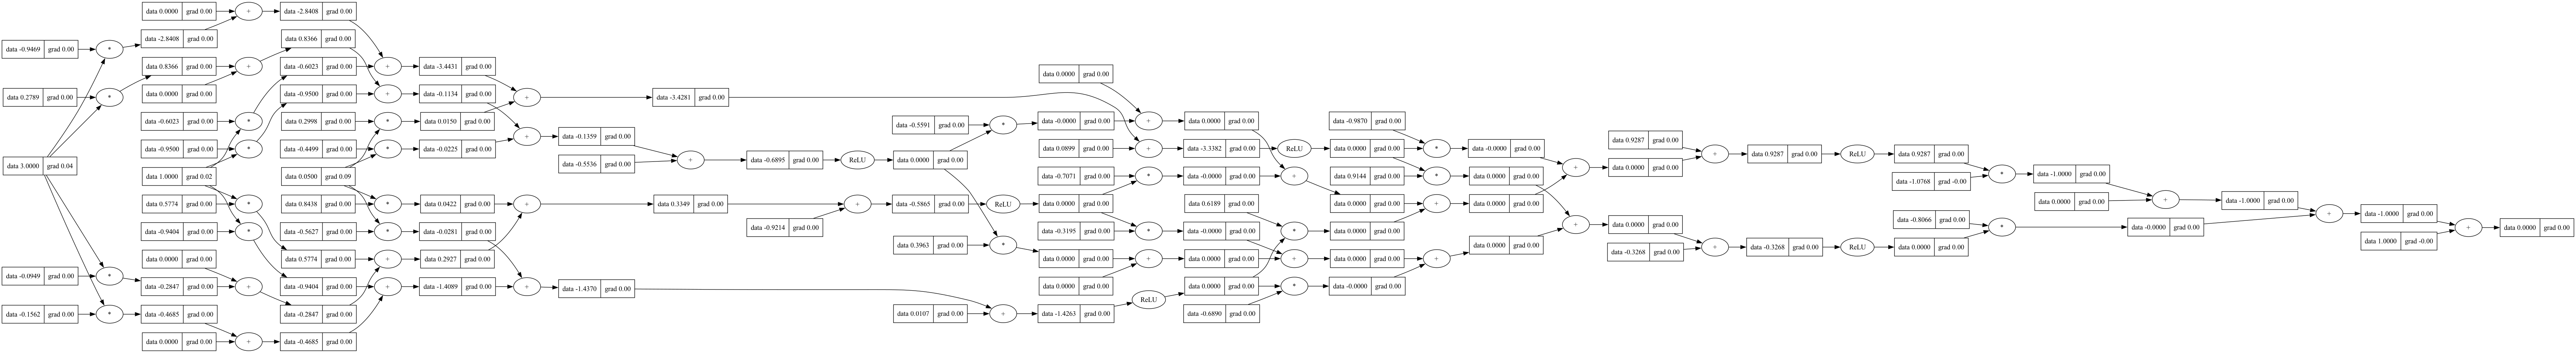 data 0.0000 grad 0.00
+
data -2.8408 grad 0.00
data -2.8408 grad 0.00
data 0.8366 grad 0.00
data -0.9469 grad 0.00
*
data 0.8366 grad 0.00
+
data -0.6023 grad 0.00
+
data -3.4431 grad 0.00
data 0.0000 grad 0.00
data 0.2789 grad 0.00
*
data 0.0000 grad 0.00
data -0.9500 grad 0.00
+
data -0.1134 grad 0.00
+
data -3.4281 grad 0.00
data -0.6023 grad 0.00
*
data 0.2998 grad 0.00
*
data 0.0150 grad 0.00
data -0.5591 grad 0.00
*
data -0.0000 grad 0.00
+
data 0.0000 grad 0.00
data -0.9870 grad 0.00
+
data -0.1359 grad 0.00
data 0.9287 grad 0.00
data -0.9500 grad 0.00
*
data -0.4499 grad 0.00
*
data -0.0225 grad 0.00
data 0.0899 grad 0.00
+
data -3.3382 grad 0.00
ReLU
data 0.0000 grad 0.00
*
data -0.0000 grad 0.00
data -0.5536 grad 0.00
+
data -0.6895 grad 0.00
ReLU
data 0.0000 grad 0.00
+
data 0.0000 grad 0.00
+
data 0.9287 grad 0.00
ReLU
data 0.9287 grad 0.00
data 3.0000 grad 0.04
data 1.0000 grad 0.02
data 0.0500 grad 0.09
data -0.7071 grad 0.00
*
data -0.0000 grad 0.00
+
data 0.9144 grad 0.00
*
data 0.0000 grad 0.00
data -1.0768 grad -0.00
*
data -1.0000 grad 0.00
data 0.5774 grad 0.00
*
data 0.8438 grad 0.00
*
data 0.0422 grad 0.00
+
data 0.3349 grad 0.00
+
data -0.5865 grad 0.00
ReLU
data 0.0000 grad 0.00
data 0.6189 grad 0.00
data 0.0000 grad 0.00
+
data 0.0000 grad 0.00
data 0.0000 grad 0.00
+
data -1.0000 grad 0.00
data -0.9404 grad 0.00
*
data -0.5627 grad 0.00
*
data -0.0281 grad 0.00
data -0.9214 grad 0.00
data -0.3195 grad 0.00
*
data -0.0000 grad 0.00
*
data 0.0000 grad 0.00
+
data 0.0000 grad 0.00
data -0.8066 grad 0.00
*
data -0.0000 grad 0.00
+
data -1.0000 grad 0.00
data 0.3963 grad 0.00
*
data 0.0000 grad 0.00
data -0.3268 grad 0.00
+
data -0.3268 grad 0.00
ReLU
data 0.0000 grad 0.00
data 1.0000 grad -0.00
+
data 0.0000 grad 0.00
data 0.0000 grad 0.00
data 0.5774 grad 0.00
+
data 0.2927 grad 0.00
data 0.0000 grad 0.00
+
data 0.0000 grad 0.00
+
data 0.0000 grad 0.00
+
data -0.0949 grad 0.00
*
data -0.2847 grad 0.00
+
data -0.9404 grad 0.00
+
data -1.4089 grad 0.00
+
data -1.4370 grad 0.00
data 0.0000 grad 0.00
data 0.0000 grad 0.00
*
data -0.0000 grad 0.00
ReLU
data -0.1562 grad 0.00
*
data -0.4685 grad 0.00
data -0.2847 grad 0.00
data 0.0107 grad 0.00
+
data -1.4263 grad 0.00
data -0.6890 grad 0.00
data 0.0000 grad 0.00
+
data -0.4685 grad 0.00